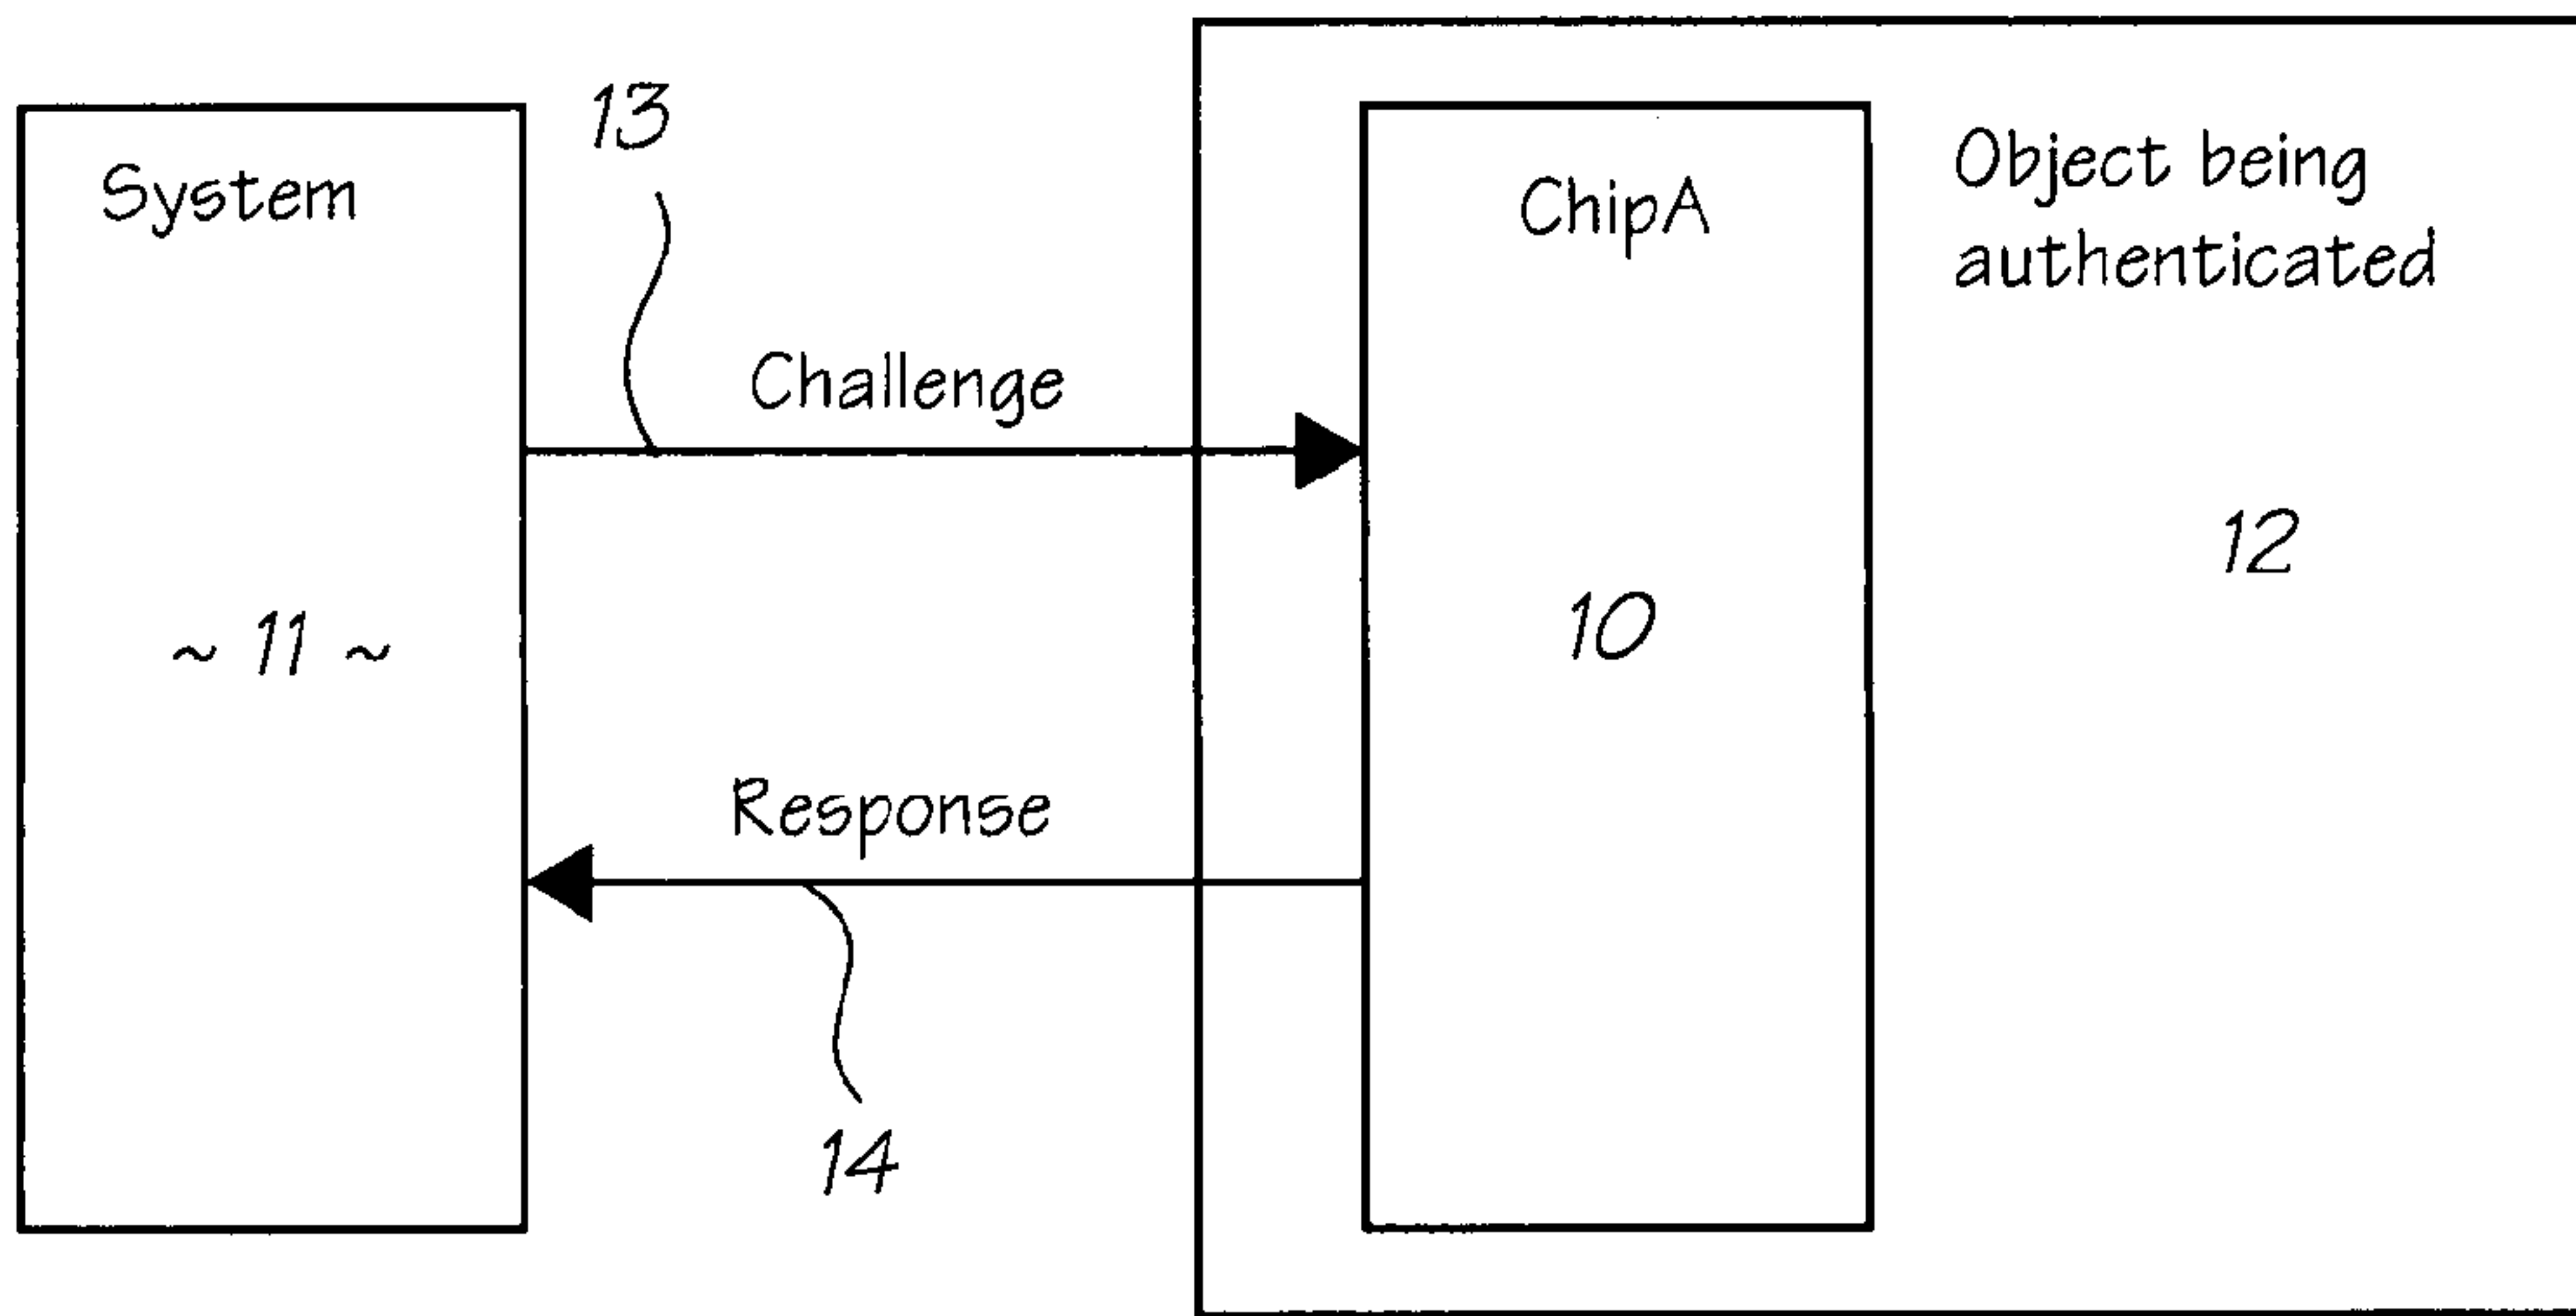 System
~ 11 ~
13
Challenge
Response
14
ChipA
10
Object being
authenticated
12